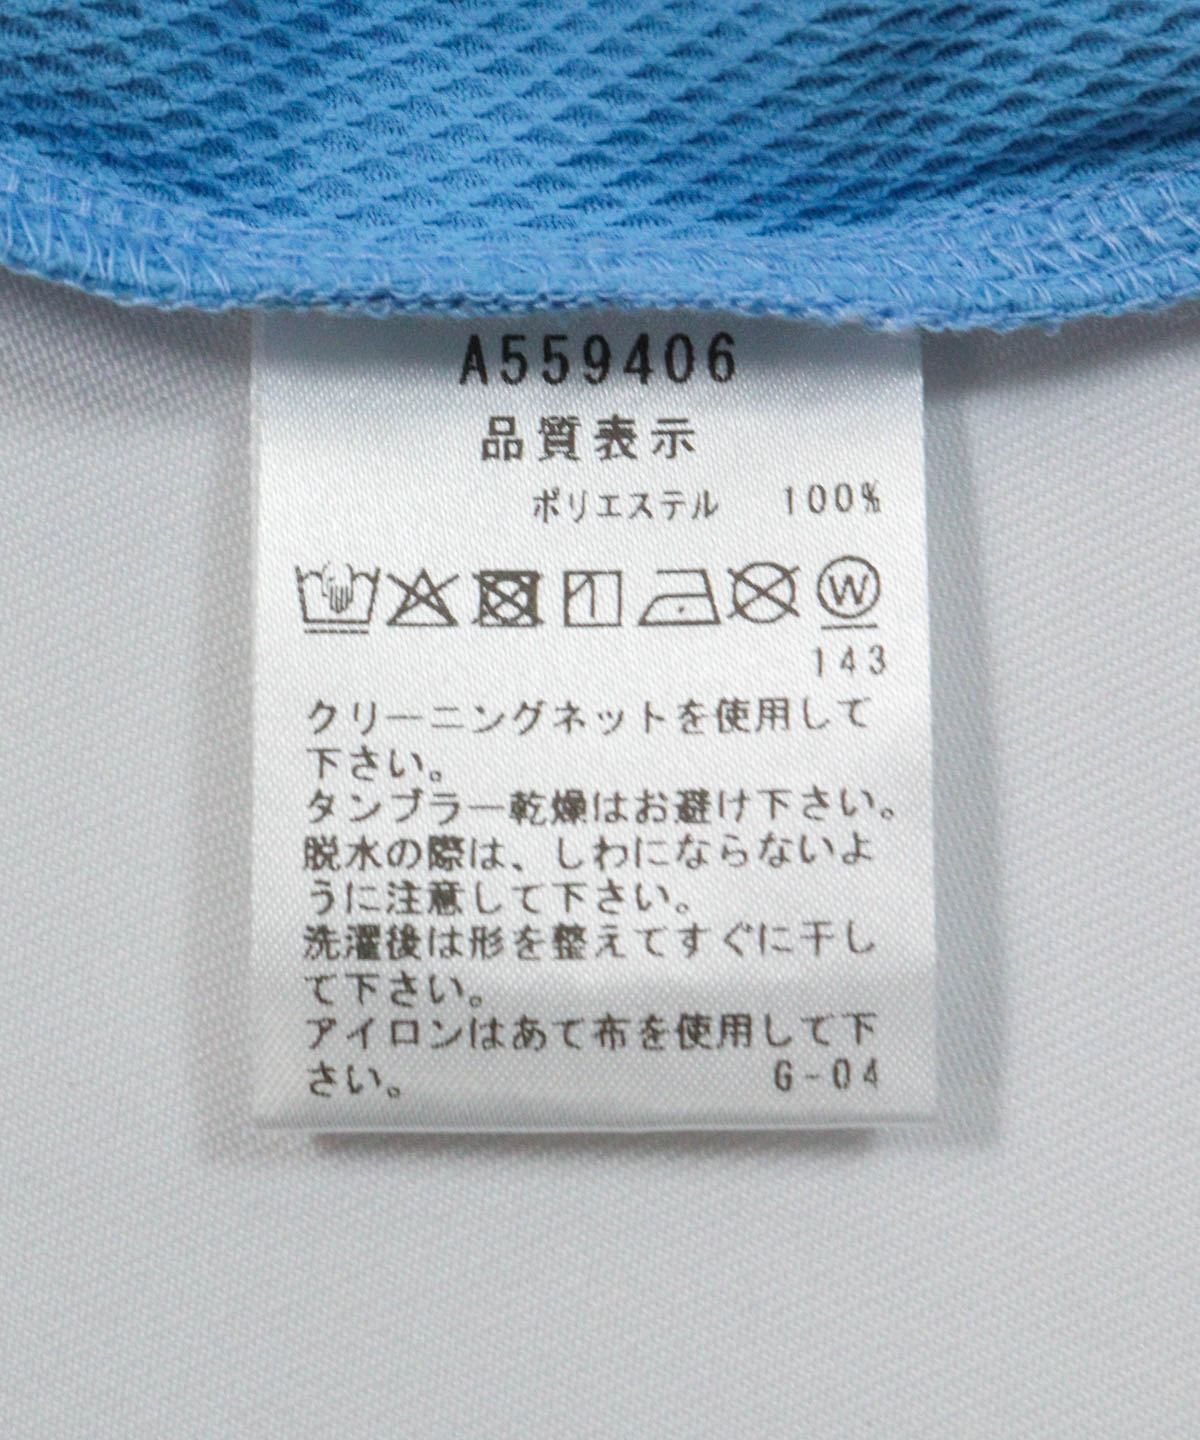 A559406
品質表示
ポリエステル 100%
W
143
クリーニングネットを使用して
下さい。
タンブラー乾燥はお避け下さい。
脱水の際は、しわにならないよ
うに注意して下さい。
洗濯後は形を整えてすぐに干し
て下さい。
アイロンはあて布を使用して下
さい。 G-04